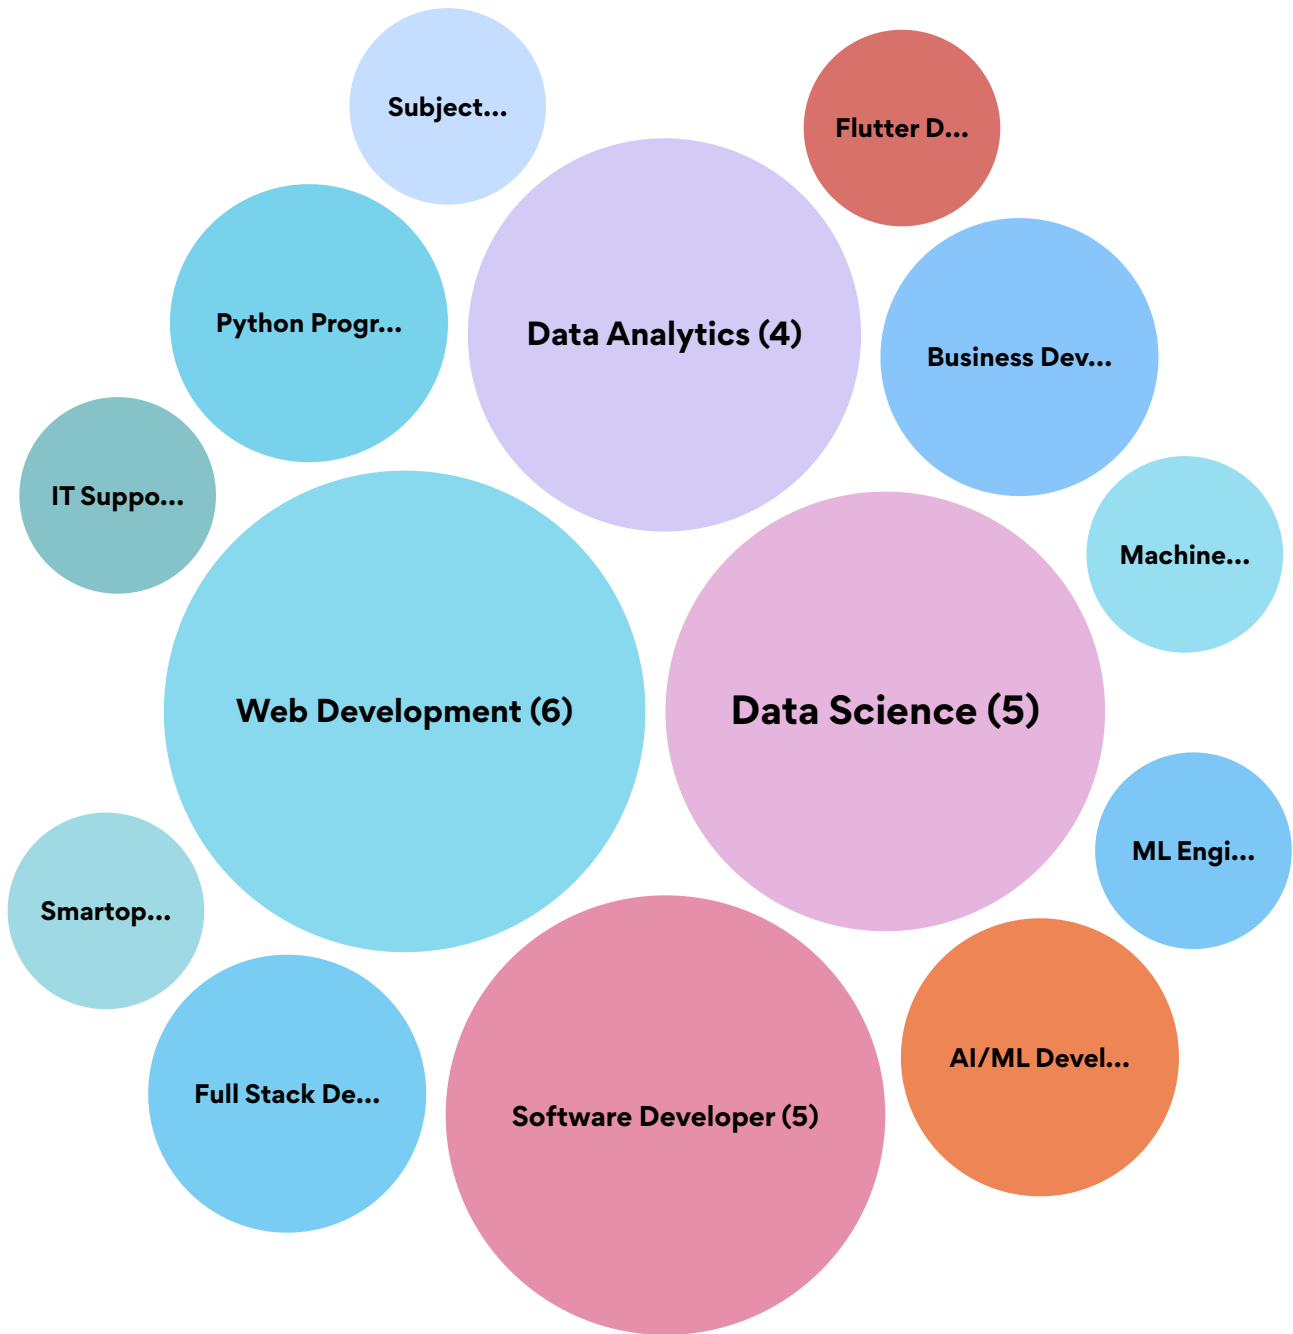 Subject...
Flutter D...
Python Progr...
Data Analytics (4)
Business Dev...
IT Suppo...
Machine...
Web Development (6)
Data Science (5)
ML Engi...
Smartop...
AI/ML Devel...
Full Stack De...
Software Developer (5)